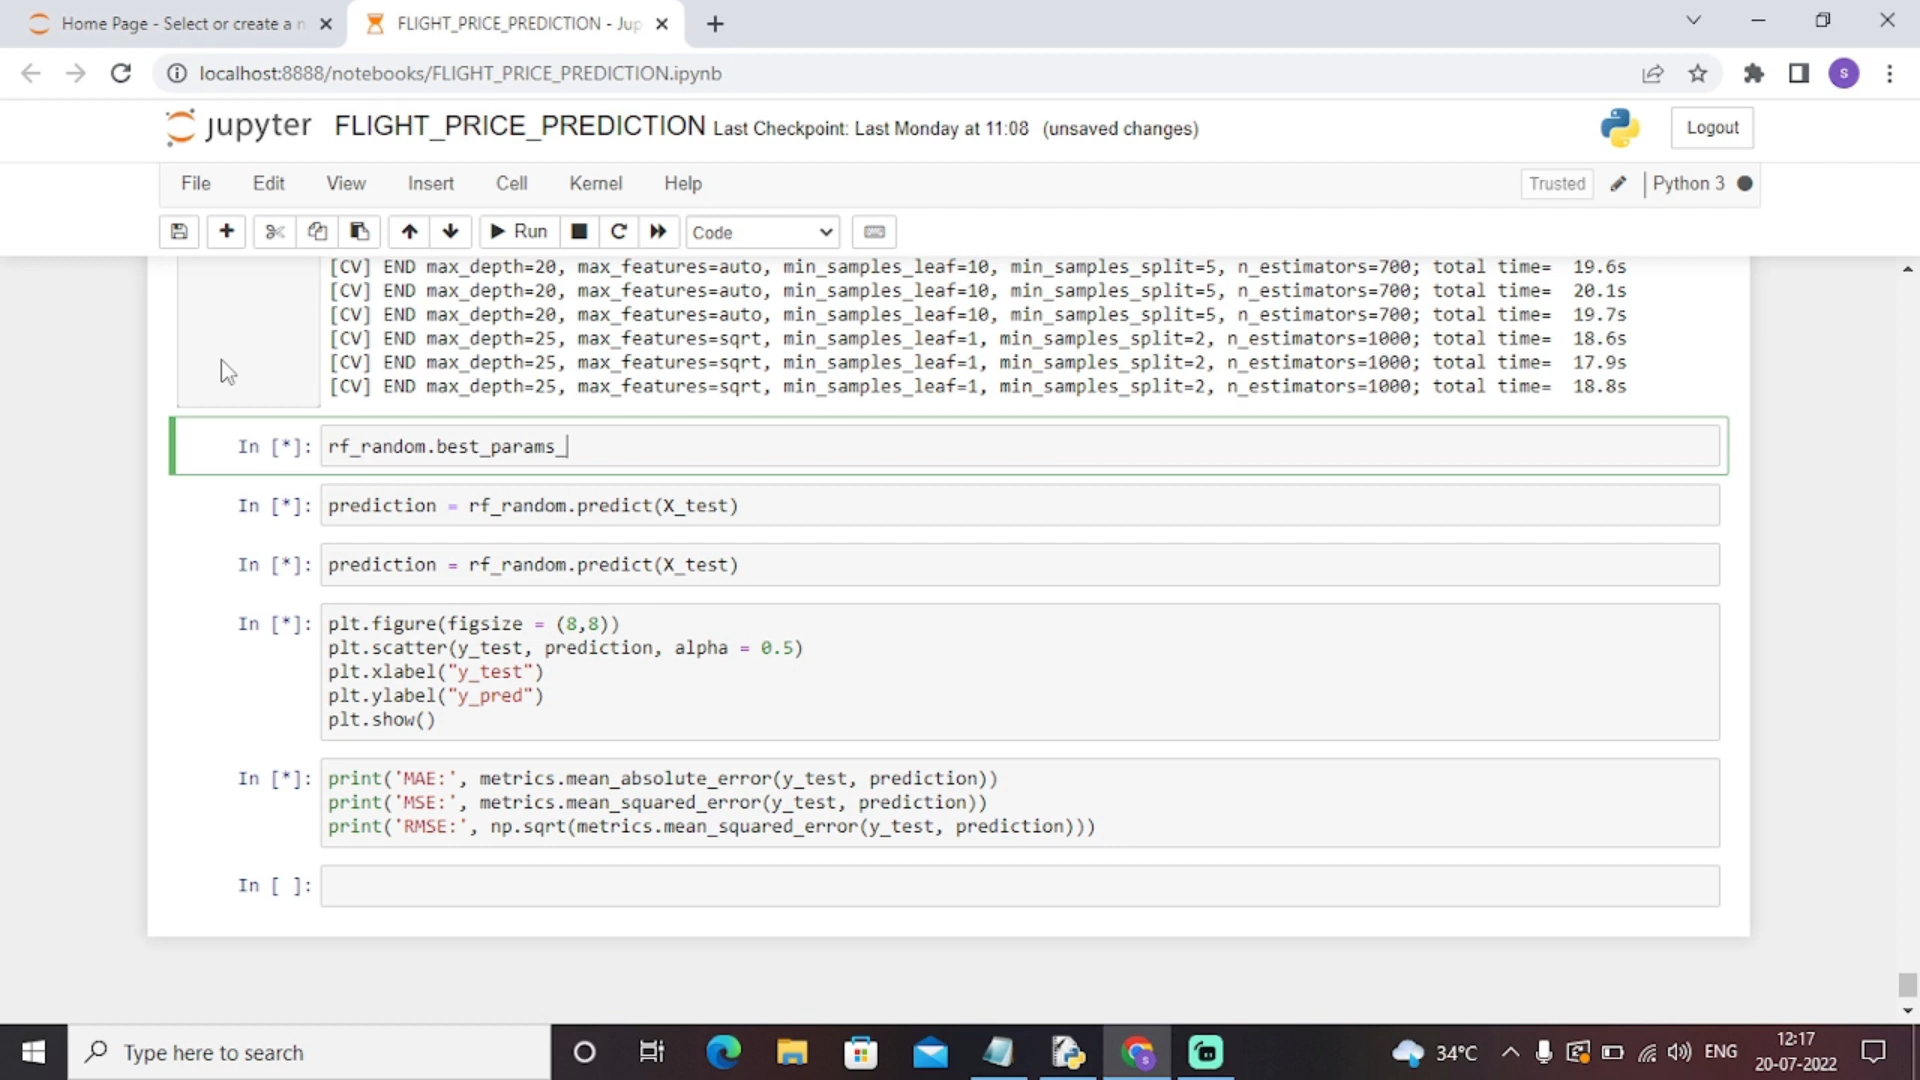 Home Page - Select or create a n
FLIGHT_PRICE_PREDICTION - Jup
localhost:8888/notebooks/FLIGHT_PRICE_PREDICTION.ipynb
S
jupyter FLIGHT_PRICE_PREDICTION Last Checkpoint: Last Monday at 11:08 (unsaved changes)
Logout
File Edit View Insert Cell Kernel Help
Trusted
Python 3
Run
Code
[CV] END max_depth=20, max_features=auto, min_samples_leaf=10, min_samples_split=5, n_estimators=700; total time= 19.6s
[CV] END max_depth=20, max_features=auto, min_samples_leaf=10, min_samples_split=5, n_estimators=700; total time= 20.1s
[CV] END max_depth=20, max_features=auto, min_samples_leaf=10, min_samples_split=5, n_estimators=700; total time= 19.7s
[CV] END max_depth=25, max_features=sqrt, min_samples_leaf=1, min_samples_split=2, n_estimators=1000; total time= 18.6s
[CV] END max_depth=25, max_features=sqrt, min_samples_leaf=1, min_samples_split=2, n_estimators=1000; total time= 17.9s
[CV] END max_depth=25, max_features=sqrt, min_samples_leaf=1, min_samples_split=2, n_estimators=1000; total time= 18.8s
In [*]: rf_random.best_params_
In [*]: prediction = rf_random.predict(X_test)
In [*]: prediction = rf_random.predict(X_test)
In [*]: plt.figure(figsize = (8,8))
plt.scatter(y_test, prediction, alpha = 0.5)
plt.xlabel("y_test")
plt.ylabel("y_pred")
plt.show()
In [*]: print('MAE:', metrics.mean_absolute_error(y_test, prediction))
print('MSE:', metrics.mean_squared_error(y_test, prediction))
print('RMSE:', np.sqrt(metrics.mean_squared_error(y_test, prediction)))
In [ ]:
Type here to search
34°C
ENG
12:17
20-07-2022